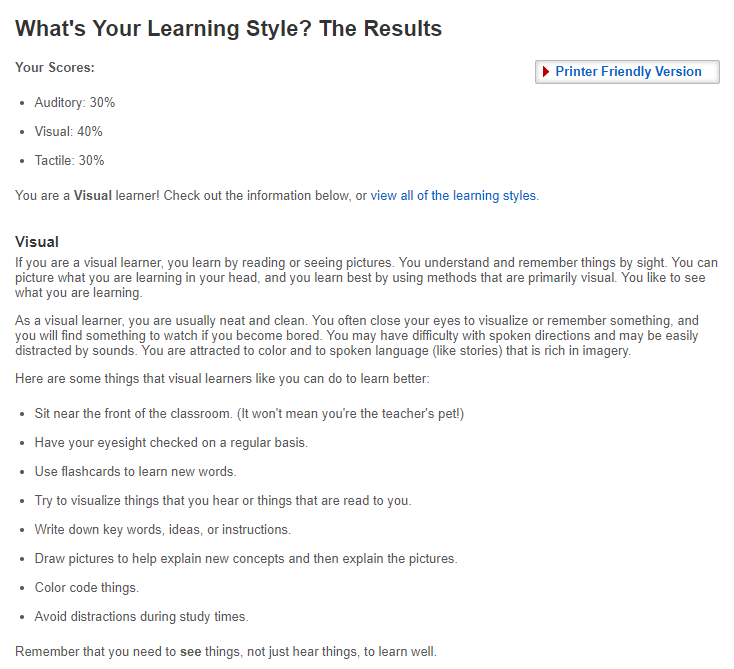 What's Your Learning Style? The Results
Your Scores:
Printer Friendly Version
• Auditory: 30%
• Visual: 40%
• Tactile: 30%
You are a Visual learner! Check out the information below, or view all of the learning styles.
Visual
If you are a visual learner, you learn by reading or seeing pictures. You understand and remember things by sight. You can
picture what you are learning in your head, and you learn best by using methods that are primarily visual. You like to see
what you are learning.
As a visual learner, you are usually neat and clean. You often close your eyes to visualize or remember something, and
you will find something to watch if you become bored. You may have difficulty with spoken directions and may be easily
distracted by sounds. You are attracted to color and to spoken language (like stories) that is rich in imagery.
Here are some things that visual learners like you can do to learn better:
• Sit near the front of the classroom. (It won't mean you're the teacher's pet!)
• Have your eyesight checked on a regular basis.
• Use flashcards to learn new words.
• Try to visualize things that you hear or things that are read to you.
• Write down key words, ideas, or instructions.
• Draw pictures to help explain new concepts and then explain the pictures.
• Color code things.
• Avoid distractions during study times.
Remember that you need to see things, not just hear things, to learn well.